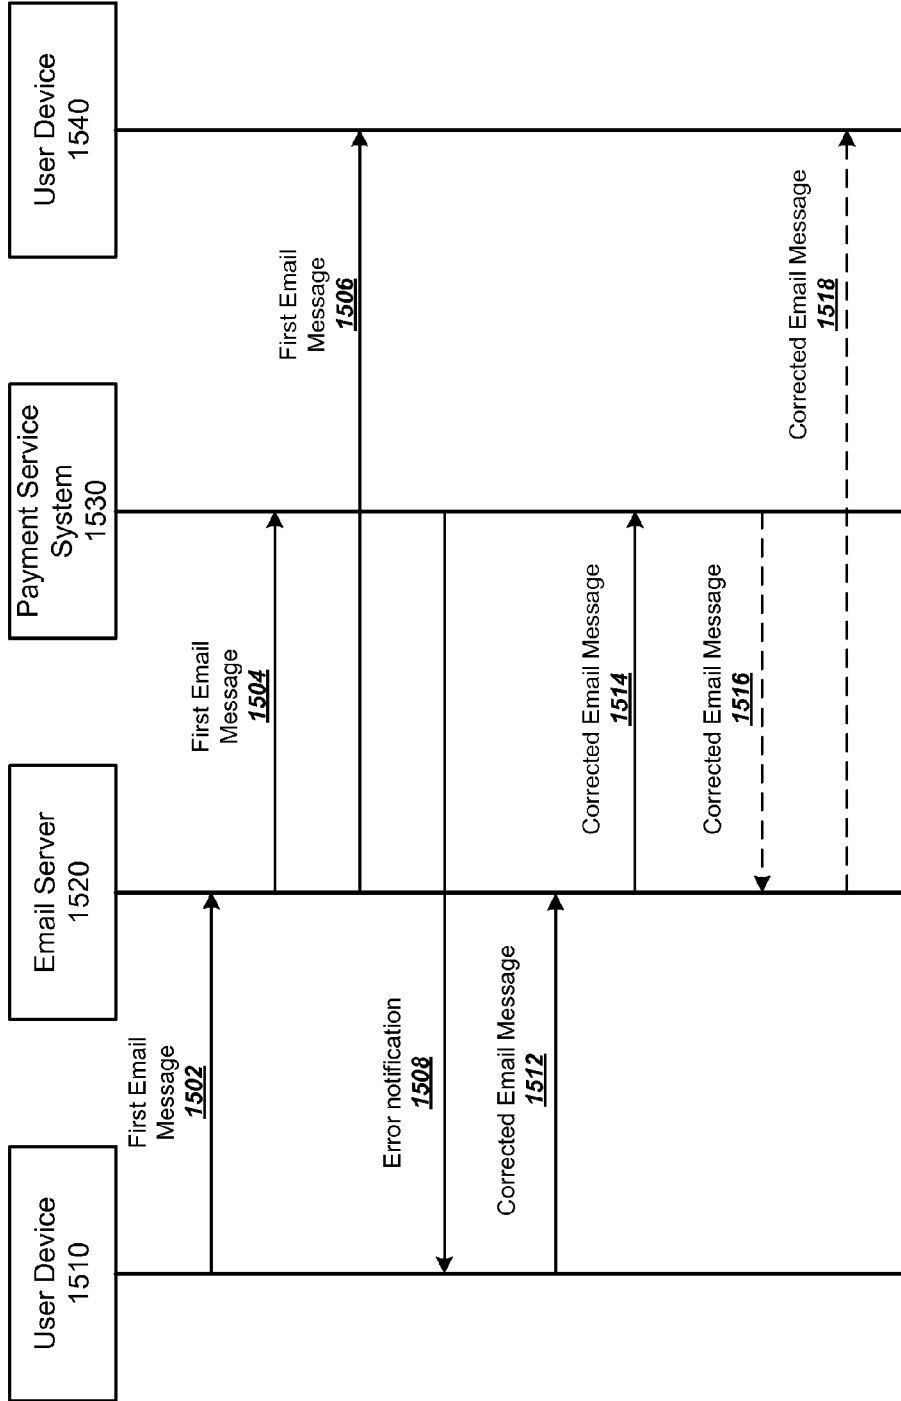 User Device
1510
Email Server
1520
Payment Service
System
1530
User Device
1540
First Email
Message
1502
First Email
Message
1504
First Email
Message
1506
Error notification
1508
Corrected Email Message
1512
Corrected Email Message
1514
Corrected Email Message
1516
Corrected Email Message
1518